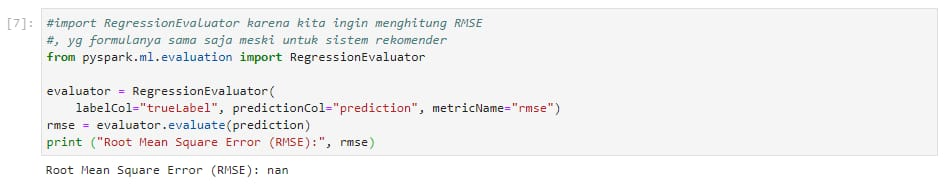 [7]: #import RegressionEvaluator karena kita ingin menghitung RMSE
#, yg formulanya sama saja meski untuk sistem rekomender
from pyspark.ml.evaluation import RegressionEvaluator
evaluator = RegressionEvaluator(
    labelCol="trueLabel", predictionCol="prediction", metricName="rmse")
rmse = evaluator.evaluate(prediction)
print ("Root Mean Square Error (RMSE):", rmse)
Root Mean Square Error (RMSE): nan